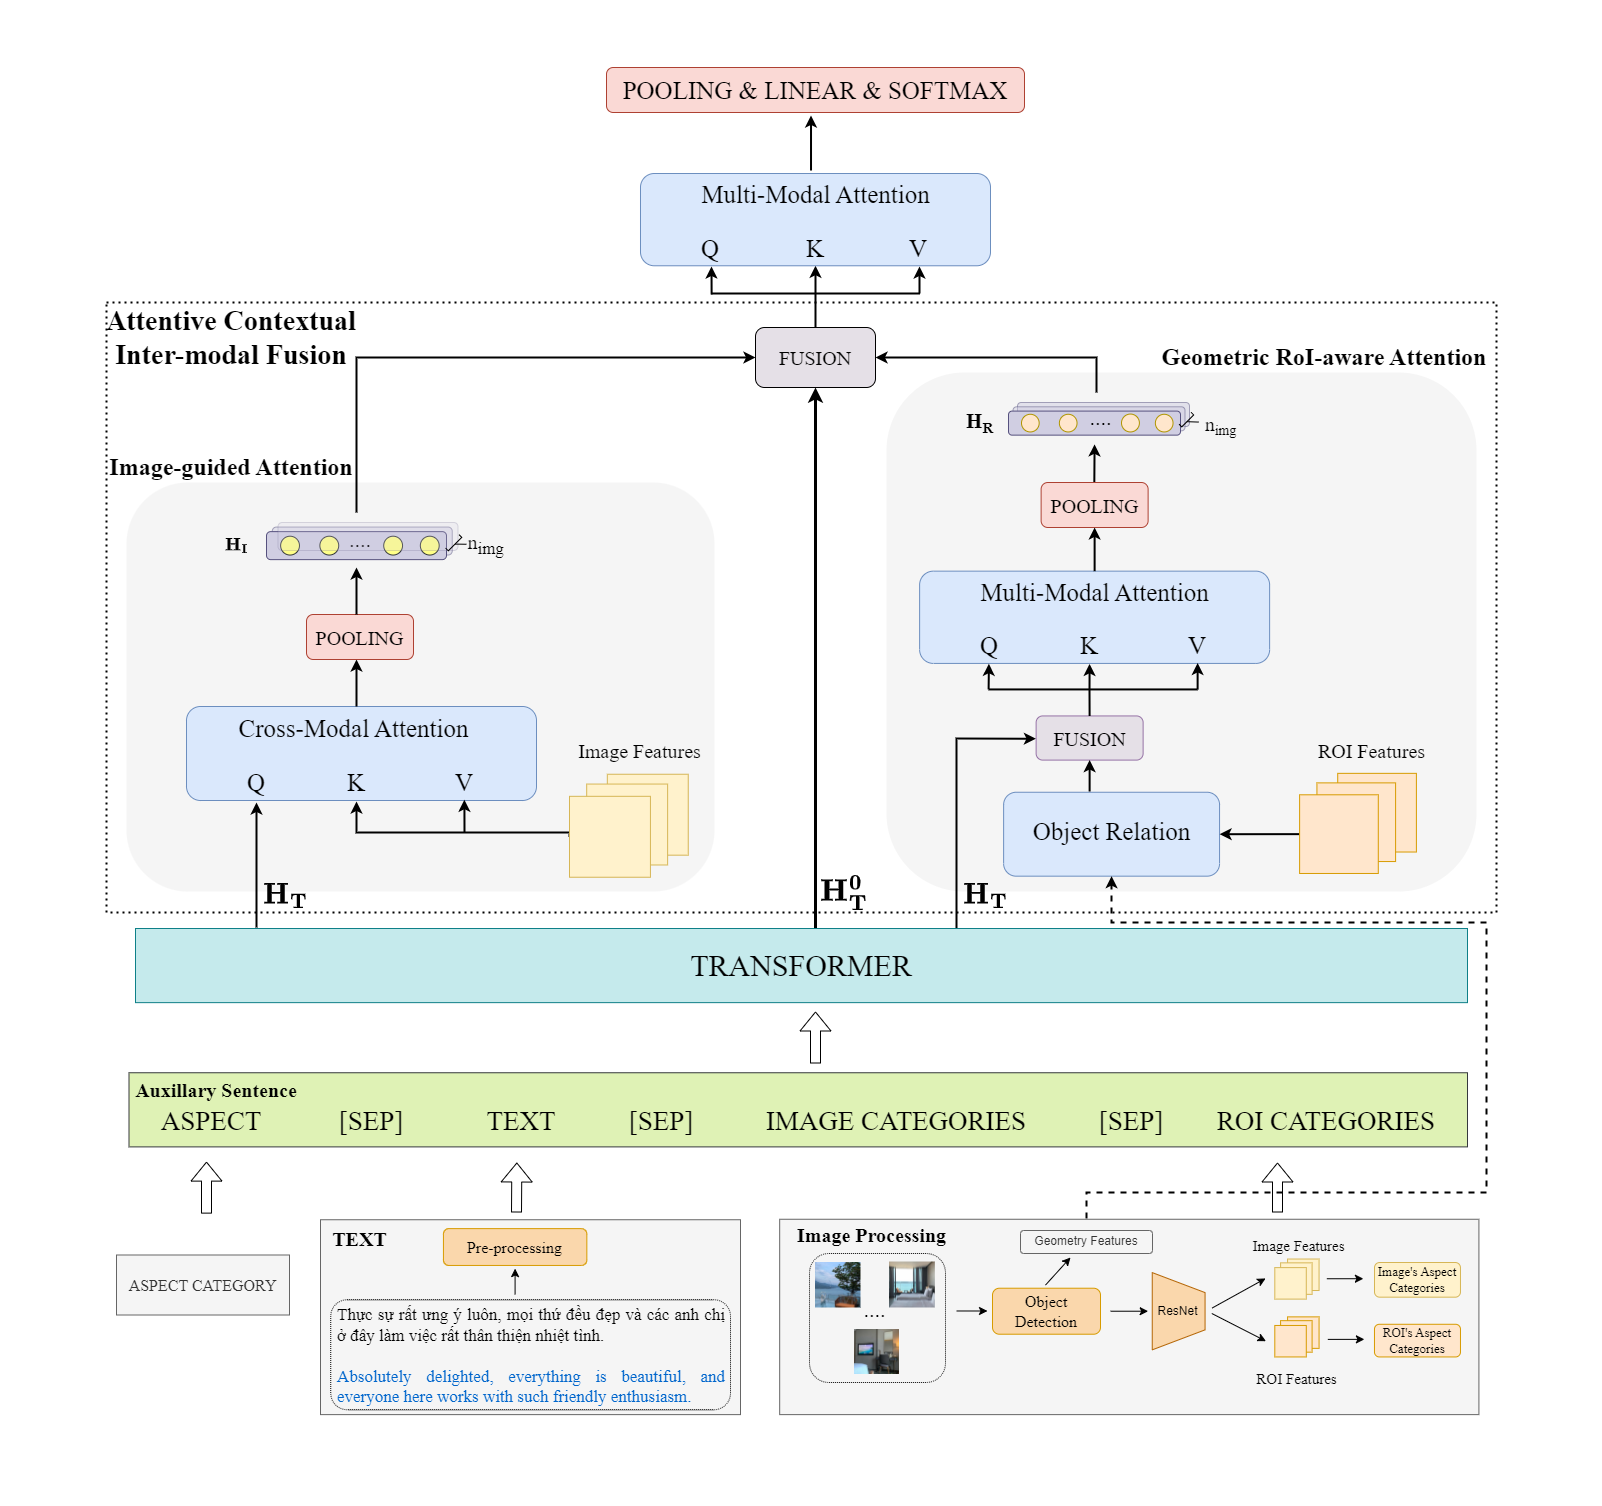 POOLING & LINEAR & SOFTMAX
Multi-Modal Attention
Q K V
Attentive Contextual
Inter-modal Fusion
FUSION
Geometric RoI-aware Attention
H_R
.... n_img
POOLING
Multi-Modal Attention
Q K V
FUSION
ROI Features
Object Relation
H_T
Image-guided Attention
H_I
.... n_img
POOLING
Cross-Modal Attention
Q K V
Image Features
H_T
H_T^0
TRANSFORMER
Auxillary Sentence
ASPECT [SEP] TEXT [SEP] IMAGE CATEGORIES [SEP] ROI CATEGORIES
ASPECT CATEGORY
TEXT
Pre-processing
Thực sự rất ưng ý luôn, mọi thứ đều đẹp và các anh chị
ở đây làm việc rất thân thiện nhiệt tình.
Absolutely delighted, everything is beautiful, and
everyone here works with such friendly enthusiasm.
Image Processing
....
Geometry Features
Object
Detection
ResNet
Image Features
Image's Aspect
Categories
ROI's Aspect
Categories
ROI Features